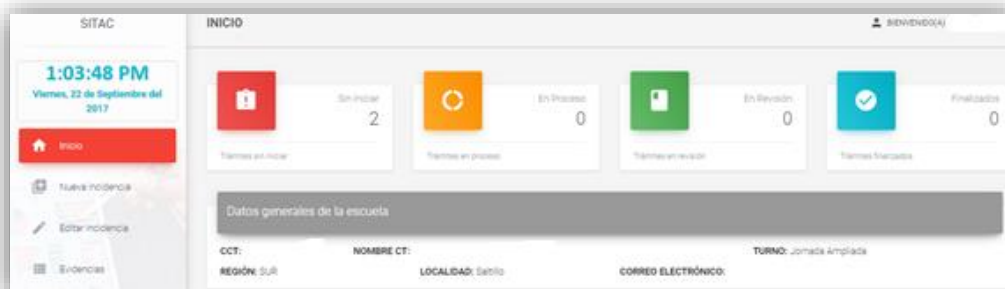 SITAC
INICIO
BIENVENIDO(A)
1:03:48 PM
Viernes, 22 de Septiembre del
2017
Inicio
Nueva incidencia
Editar incidencia
Evidencias
Sin Iniciar
2
Trámites sin iniciar
En Proceso
0
Trámites en proceso
En Revisión
0
Trámites en revisión
Finalizados
0
Trámites finalizados
Datos generales de la escuela
CCT: NOMBRE CT: TURNO: Jornada Ampliada
REGIÓN: SUR LOCALIDAD: Saltillo CORREO ELECTRÓNICO: